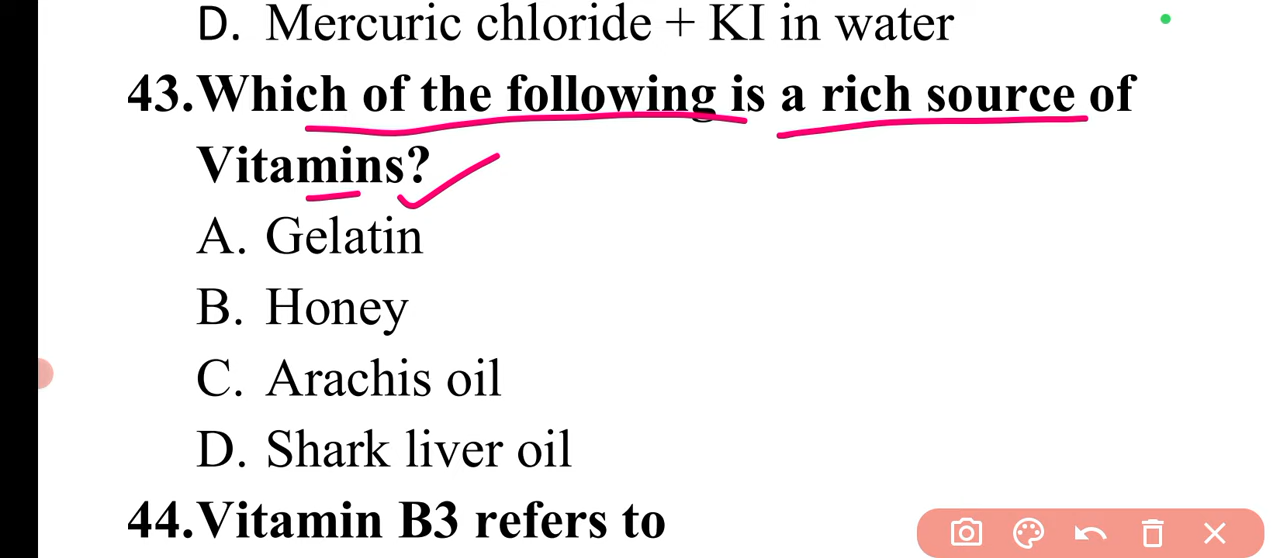 D. Mercuric chloride + KI in water
43.Which of the following is a rich source of
Vitamins?
A. Gelatin
B. Honey
C. Arachis oil
D. Shark liver oil
44.Vitamin B3 refers to